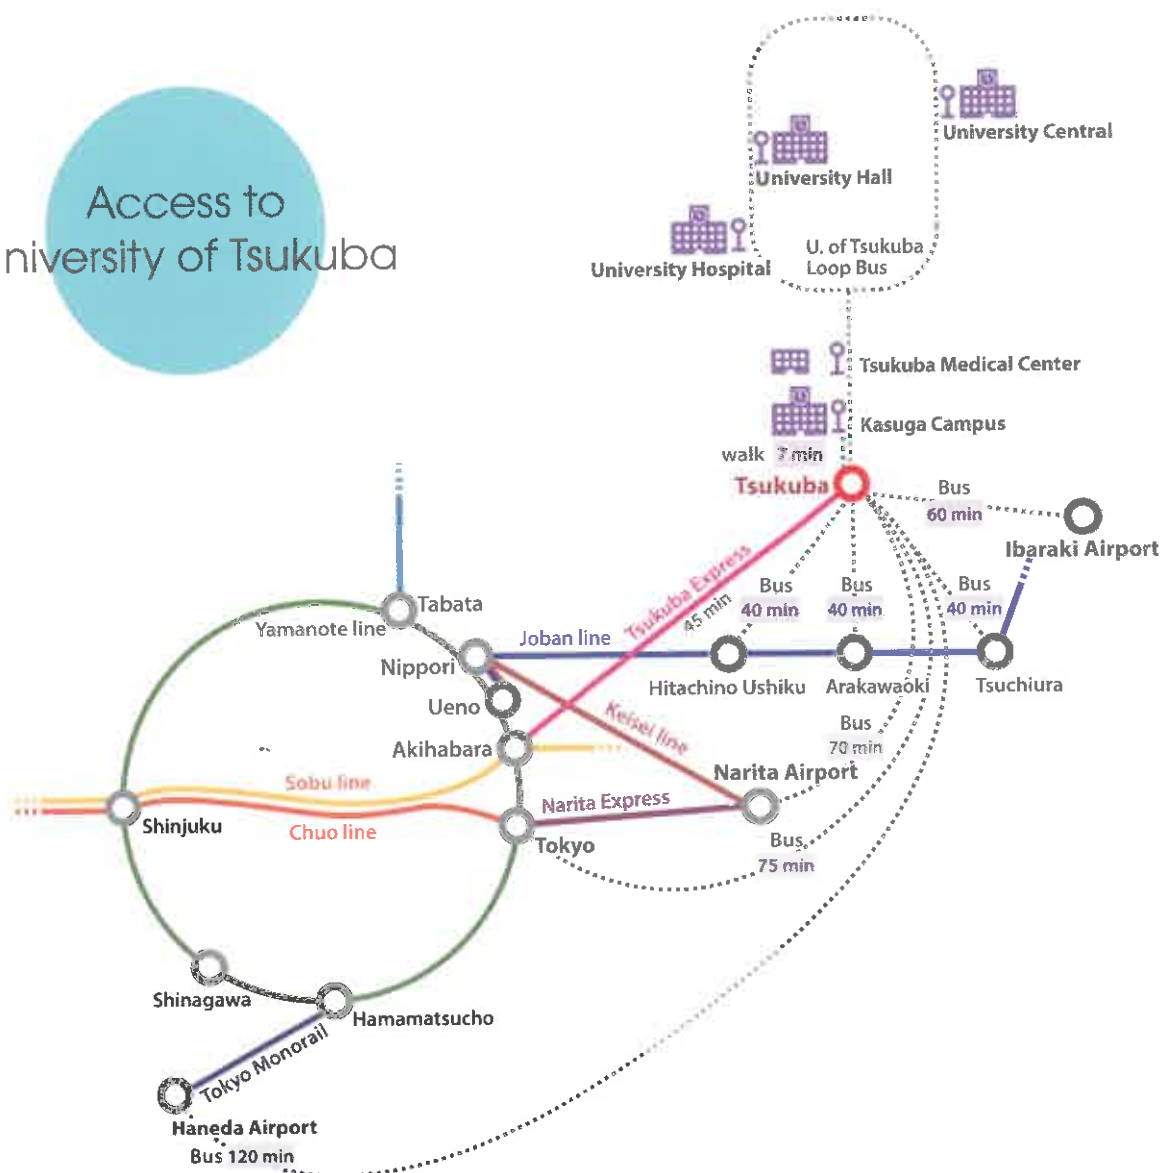 Access to
niversity of Tsukuba
University Central
University Hall
University Hospital
U. of Tsukuba
Loop Bus
Tsukuba Medical Center
Kasuga Campus
walk 7 min
Tsukuba
Bus
60 min
Ibaraki Airport
Tsukuba Express
45 min
Bus
40 min
Bus
40 min
Bus
40 min
Tabata
Yamanote line
Joban line
Nippori
Hitachino Ushiku
Arakawaoki
Tsuchiura
Ueno
Keisei line
Akihabara
Bus
70 min
Narita Airport
Sobu line
Narita Express
Shinjuku
Chuo line
Tokyo
Bus
75 min
Shinagawa
Hamamatsucho
Tokyo Monorail
Haneda Airport
Bus 120 min